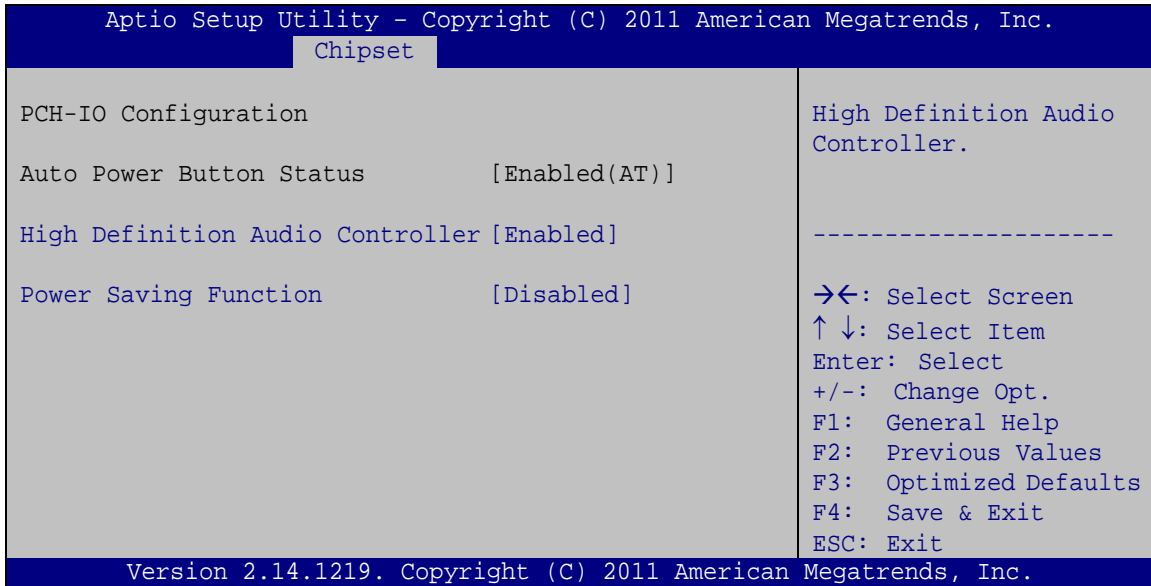 Aptio Setup Utility – Copyright (C) 2011 American Megatrends, Inc.
Chipset
PCH-IO Configuration
Auto Power Button Status [Enabled(AT)]
High Definition Audio Controller [Enabled]
Power Saving Function [Disabled]
High Definition Audio
Controller.
---------------------
→←: Select Screen
↑ ↓: Select Item
Enter: Select
+/-: Change Opt.
F1: General Help
F2: Previous Values
F3: Optimized Defaults
F4: Save & Exit
ESC: Exit
Version 2.14.1219. Copyright (C) 2011 American Megatrends, Inc.